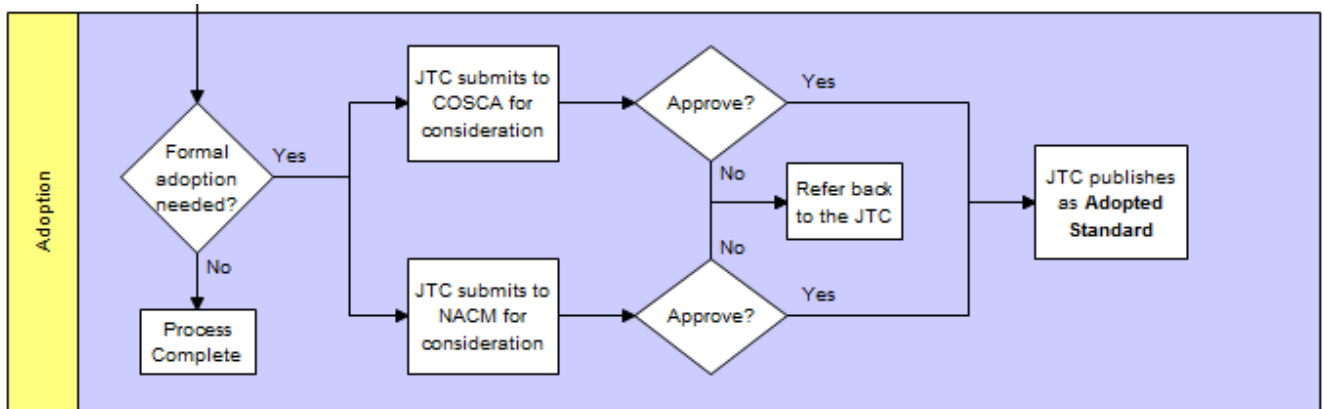 Adoption
Formal
adoption
needed?
Yes
No
Process
Complete
JTC submits to
COSCA for
consideration
Approve?
Yes
No
Refer back
to the JTC
No
JTC submits to
NACM for
consideration
Approve?
Yes
JTC publishes
as Adopted
Standard